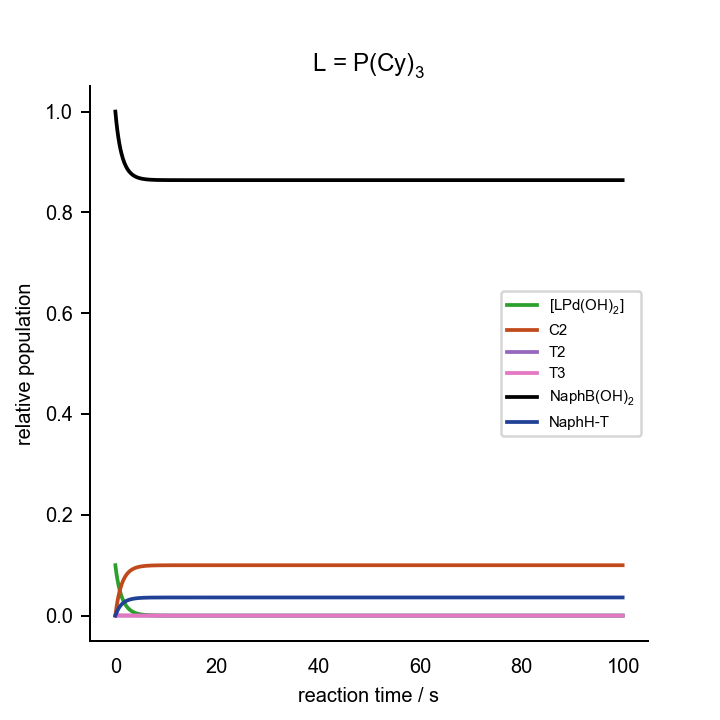 L = P(Cy)₃
1.0
0.8
0.6
0.4
0.2
0.0
relative population
[LPd(OH)₂]
C2
T2
T3
NaphB(OH)₂
NaphH-T
0 20 40 60 80 100
reaction time / s